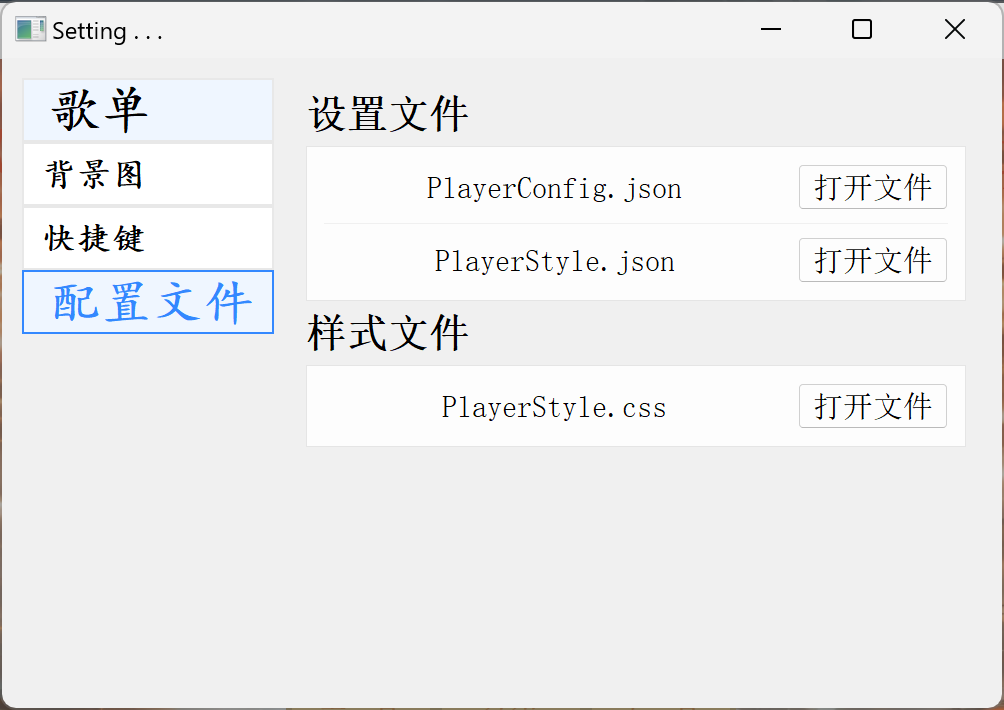 Setting . . .
歌单
背景图
快捷键
配置文件
设置文件
PlayerConfig.json 打开文件
PlayerStyle.json 打开文件
样式文件
PlayerStyle.css 打开文件